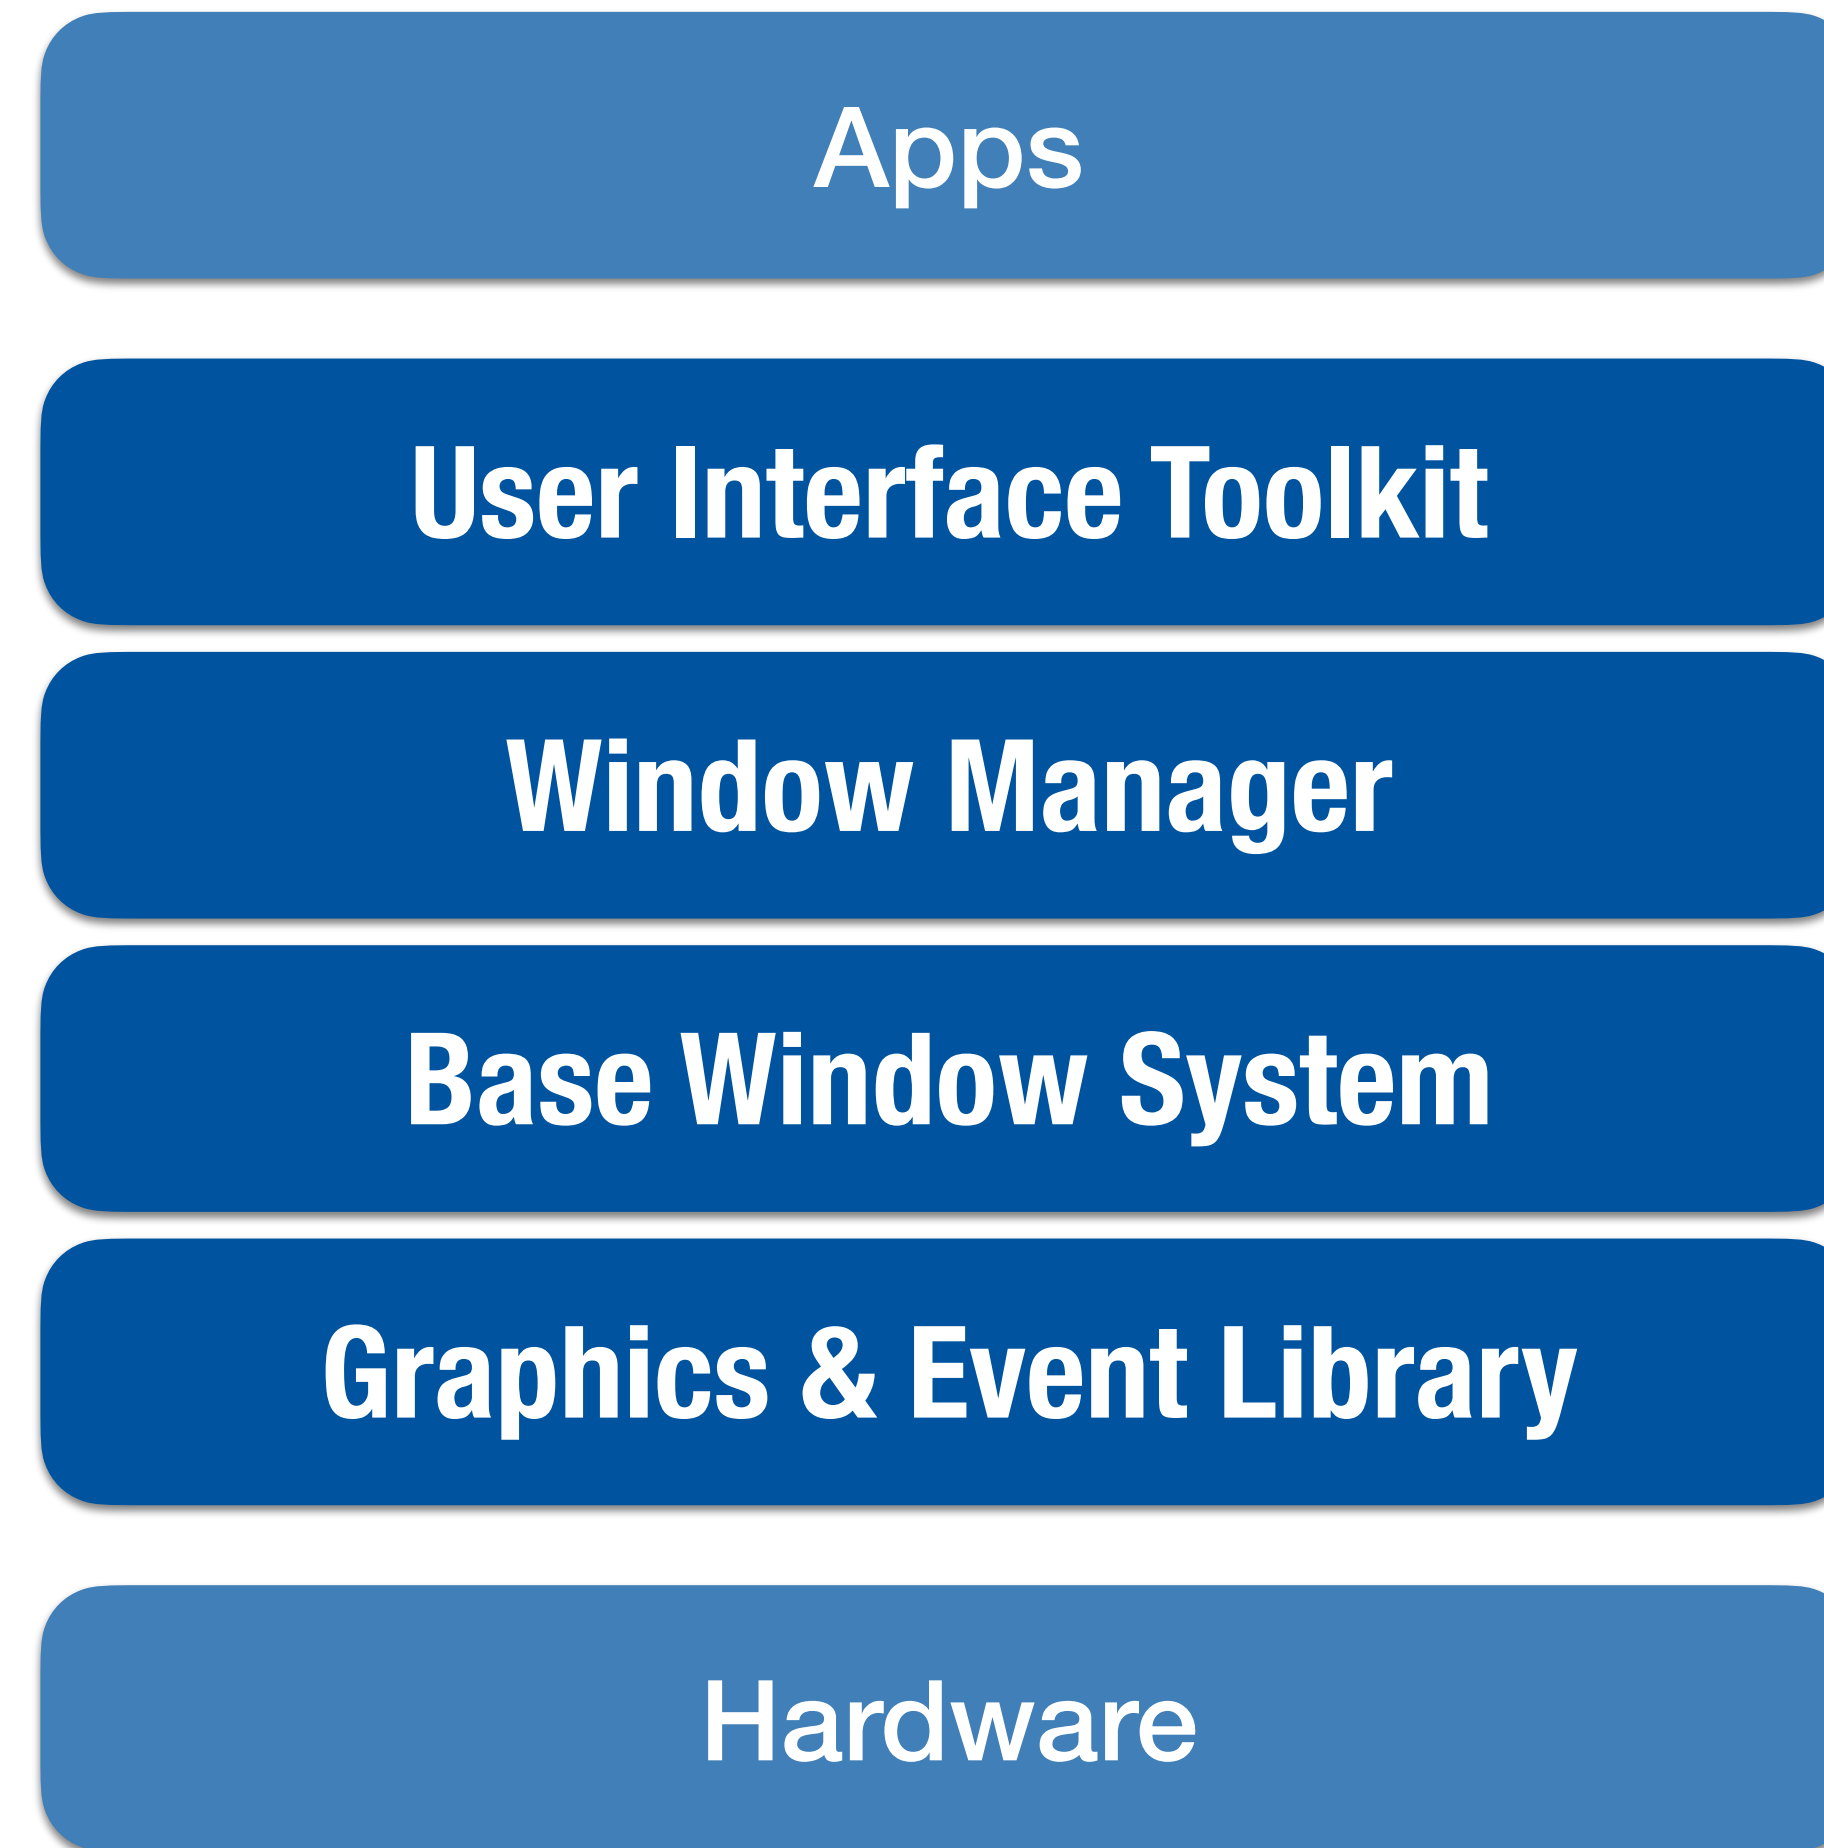 Apps
User Interface Toolkit
Window Manager
Base Window System
Graphics & Event Library
Hardware